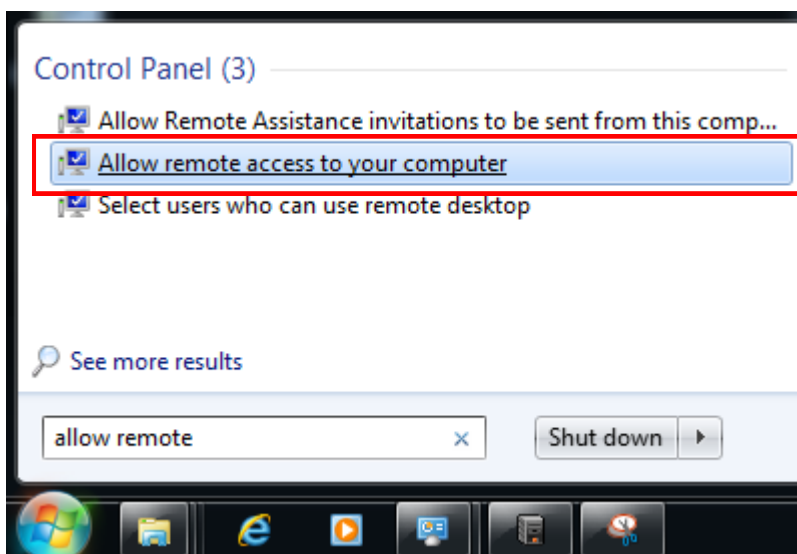 Control Panel (3)
Allow Remote Assistance invitations to be sent from this comp...
Allow remote access to your computer
Select users who can use remote desktop
See more results
allow remote
Shut down